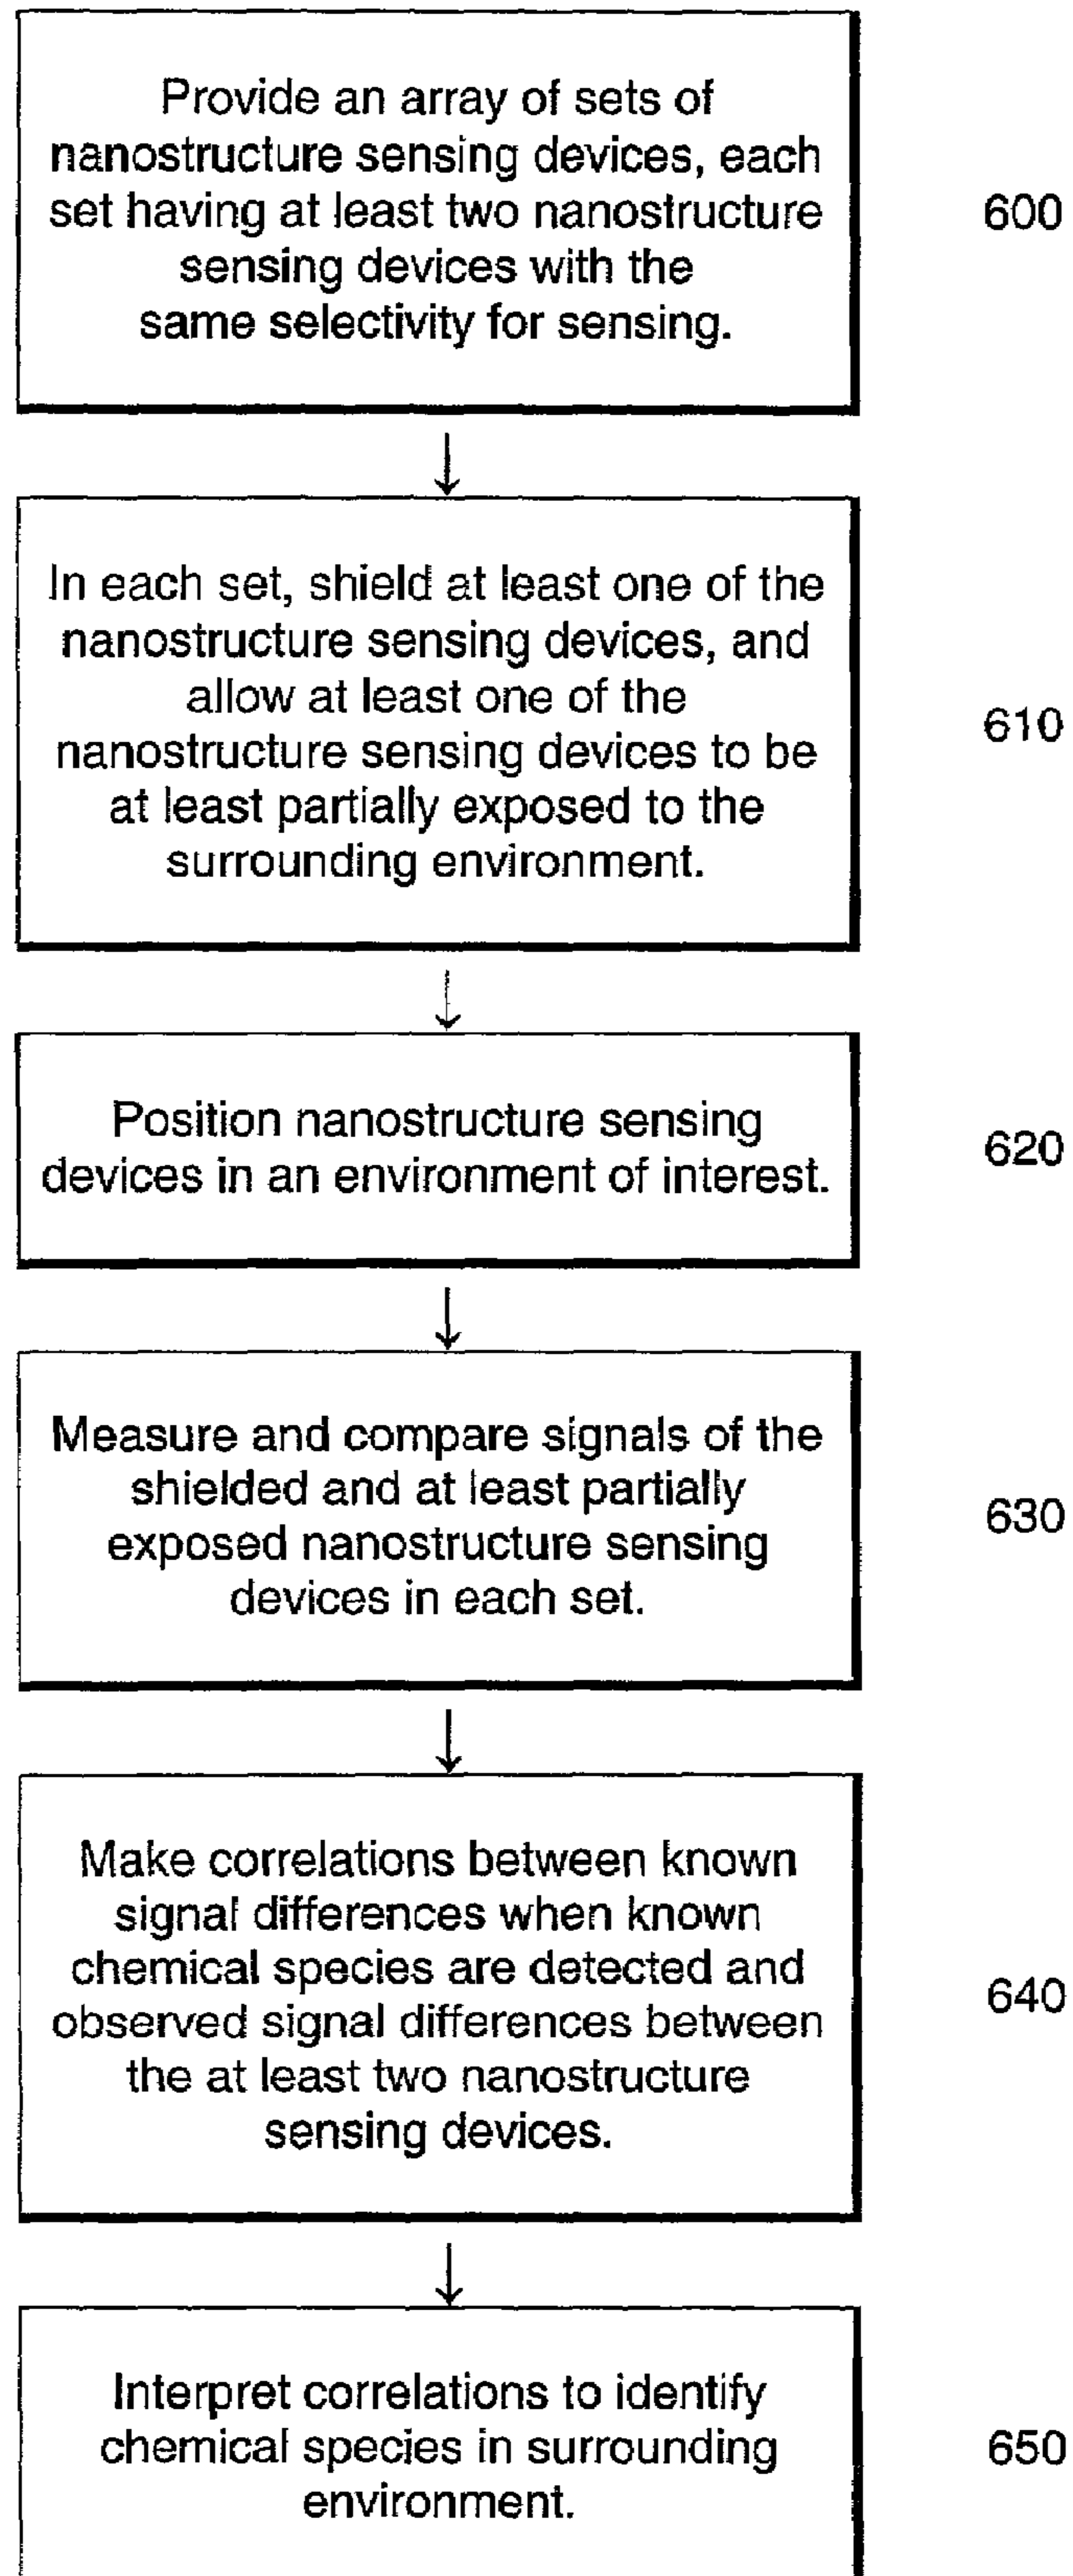 Provide an array of sets of
nanostructure sensing devices, each
set having at least two nanostructure
sensing devices with the
same selectivity for sensing.
600
In each set, shield at least one of the
nanostructure sensing devices, and
allow at least one of the
nanostructure sensing devices to be
at least partially exposed to the
surrounding environment.
610
Position nanostructure sensing
devices in an environment of interest.
620
Measure and compare signals of the
shielded and at least partially
exposed nanostructure sensing
devices in each set.
630
Make correlations between known
signal differences when known
chemical species are detected and
observed signal differences between
the at least two nanostructure
sensing devices.
640
Interpret correlations to identify
chemical species in surrounding
environment.
650